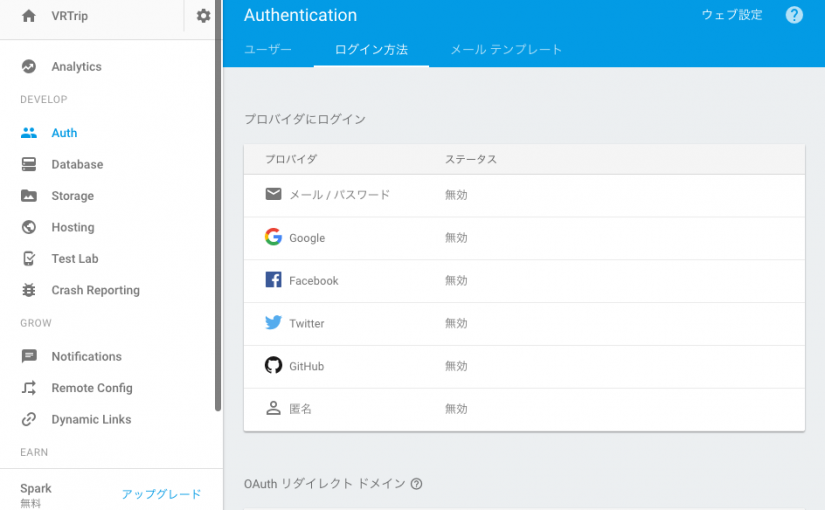 VRTrip
Analytics
DEVELOP
Auth
Database
Storage
Hosting
Test Lab
Crash Reporting
GROW
Notifications
Remote Config
Dynamic Links
EARN
Spark
無料
アップグレード
Authentication
ウェブ設定
?
ユーザー
ログイン方法
メール テンプレート
プロバイダにログイン
プロバイダ ステータス
メール / パスワード 無効
Google 無効
Facebook 無効
Twitter 無効
GitHub 無効
匿名 無効
OAuth リダイレクト ドメイン ?